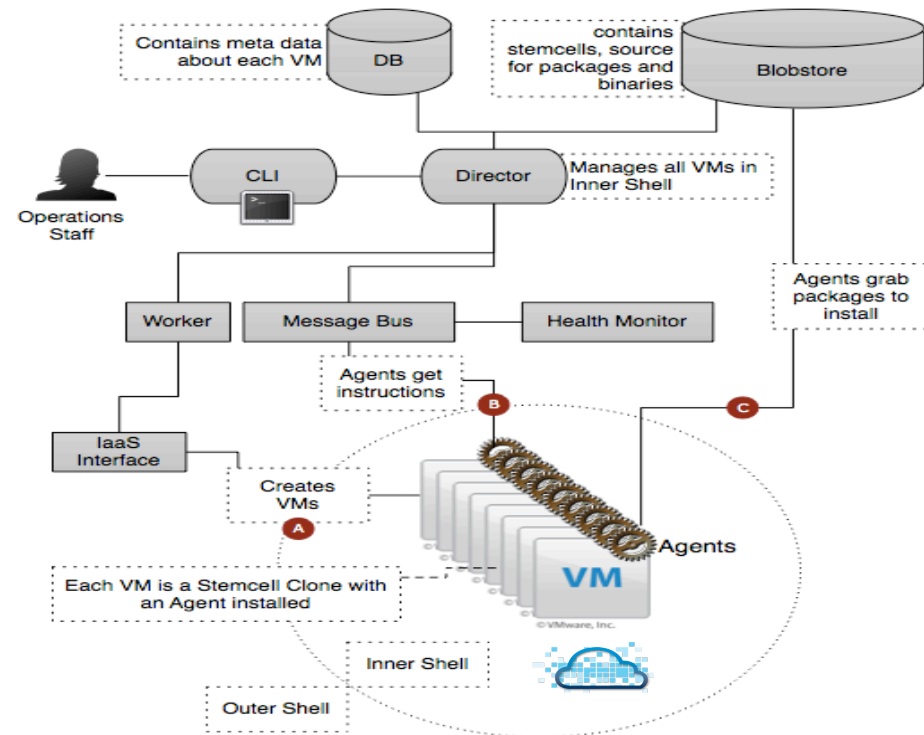 Contains meta data
about each VM
DB
contains
stemcells, source
for packages and
binaries
Blobstore
CLI
>_
Director
Manages all VMs in
Inner Shell
Operations
Staff
Agents grab
packages to
install
Worker
Message Bus
Health Monitor
Agents get
instructions
B
C
IaaS
Interface
Creates
VMs
A
Agents
Each VM is a Stemcell Clone with
an Agent installed
VM
© VMware, Inc.
Inner Shell
Outer Shell